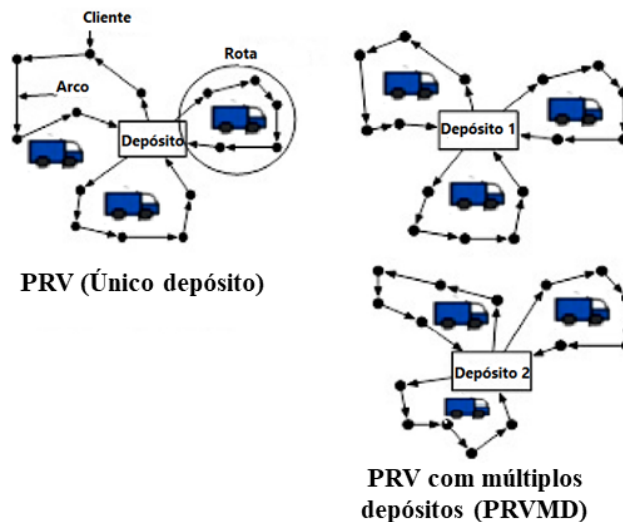 Cliente
Rota
Arco
Depósito
PRV (Único depósito)
Depósito 1
Depósito 2
PRV com múltiplos
depósitos (PRVMD)